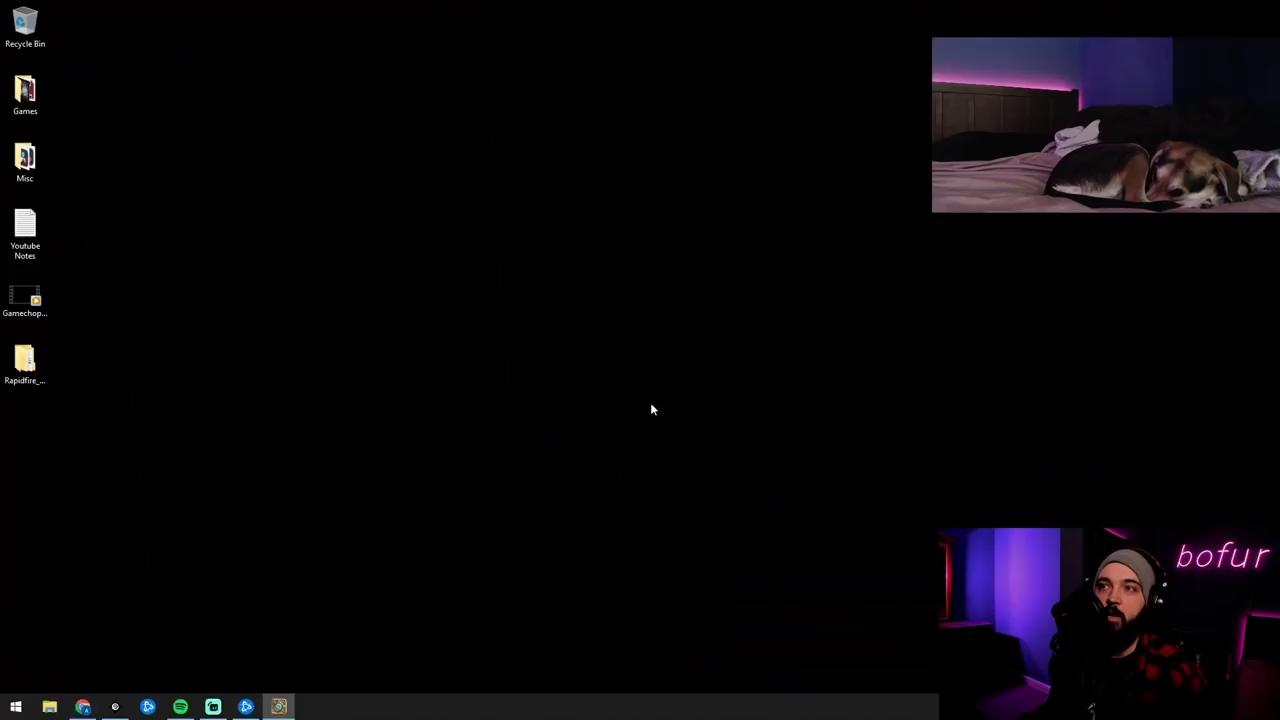 Recycle Bin
Games
Misc
Youtube
Notes
Gamechop...
Rapidfire_...
bofur